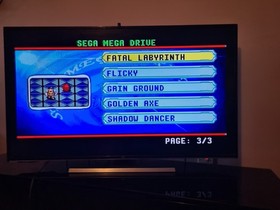 SEGA MEGA DRIVE
FATAL LABYRINTH
FLICKY
GAIN GROUND
GOLDEN AXE
SHADOW DANCER
PAGE: 3/3